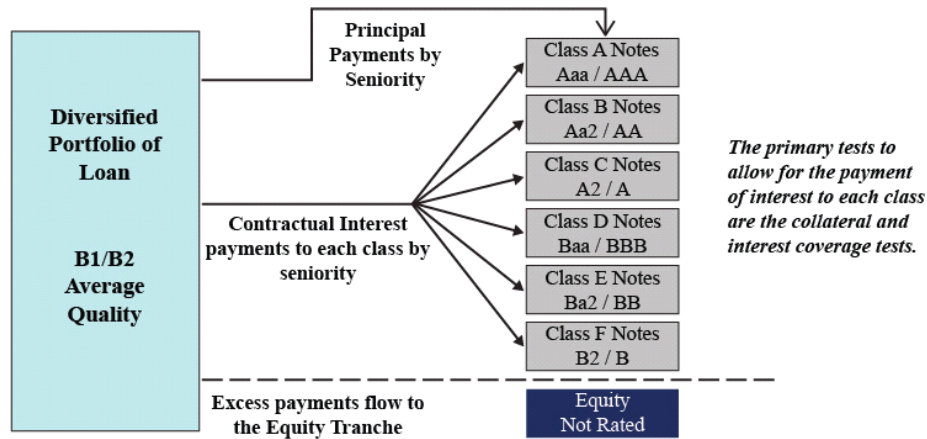 Diversified
Portfolio of
Loan
B1/B2
Average
Quality
Principal
Payments by
Seniority
Contractual Interest
payments to each class by
seniority
Class A Notes
Aaa / AAA
Class B Notes
Aa2 / AA
Class C Notes
A2 / A
Class D Notes
Baa / BBB
Class E Notes
Ba2 / BB
Class F Notes
B2 / B
The primary tests to
allow for the payment
of interest to each class
are the collateral and
interest coverage tests.
Excess payments flow to
the Equity Tranche
Equity
Not Rated